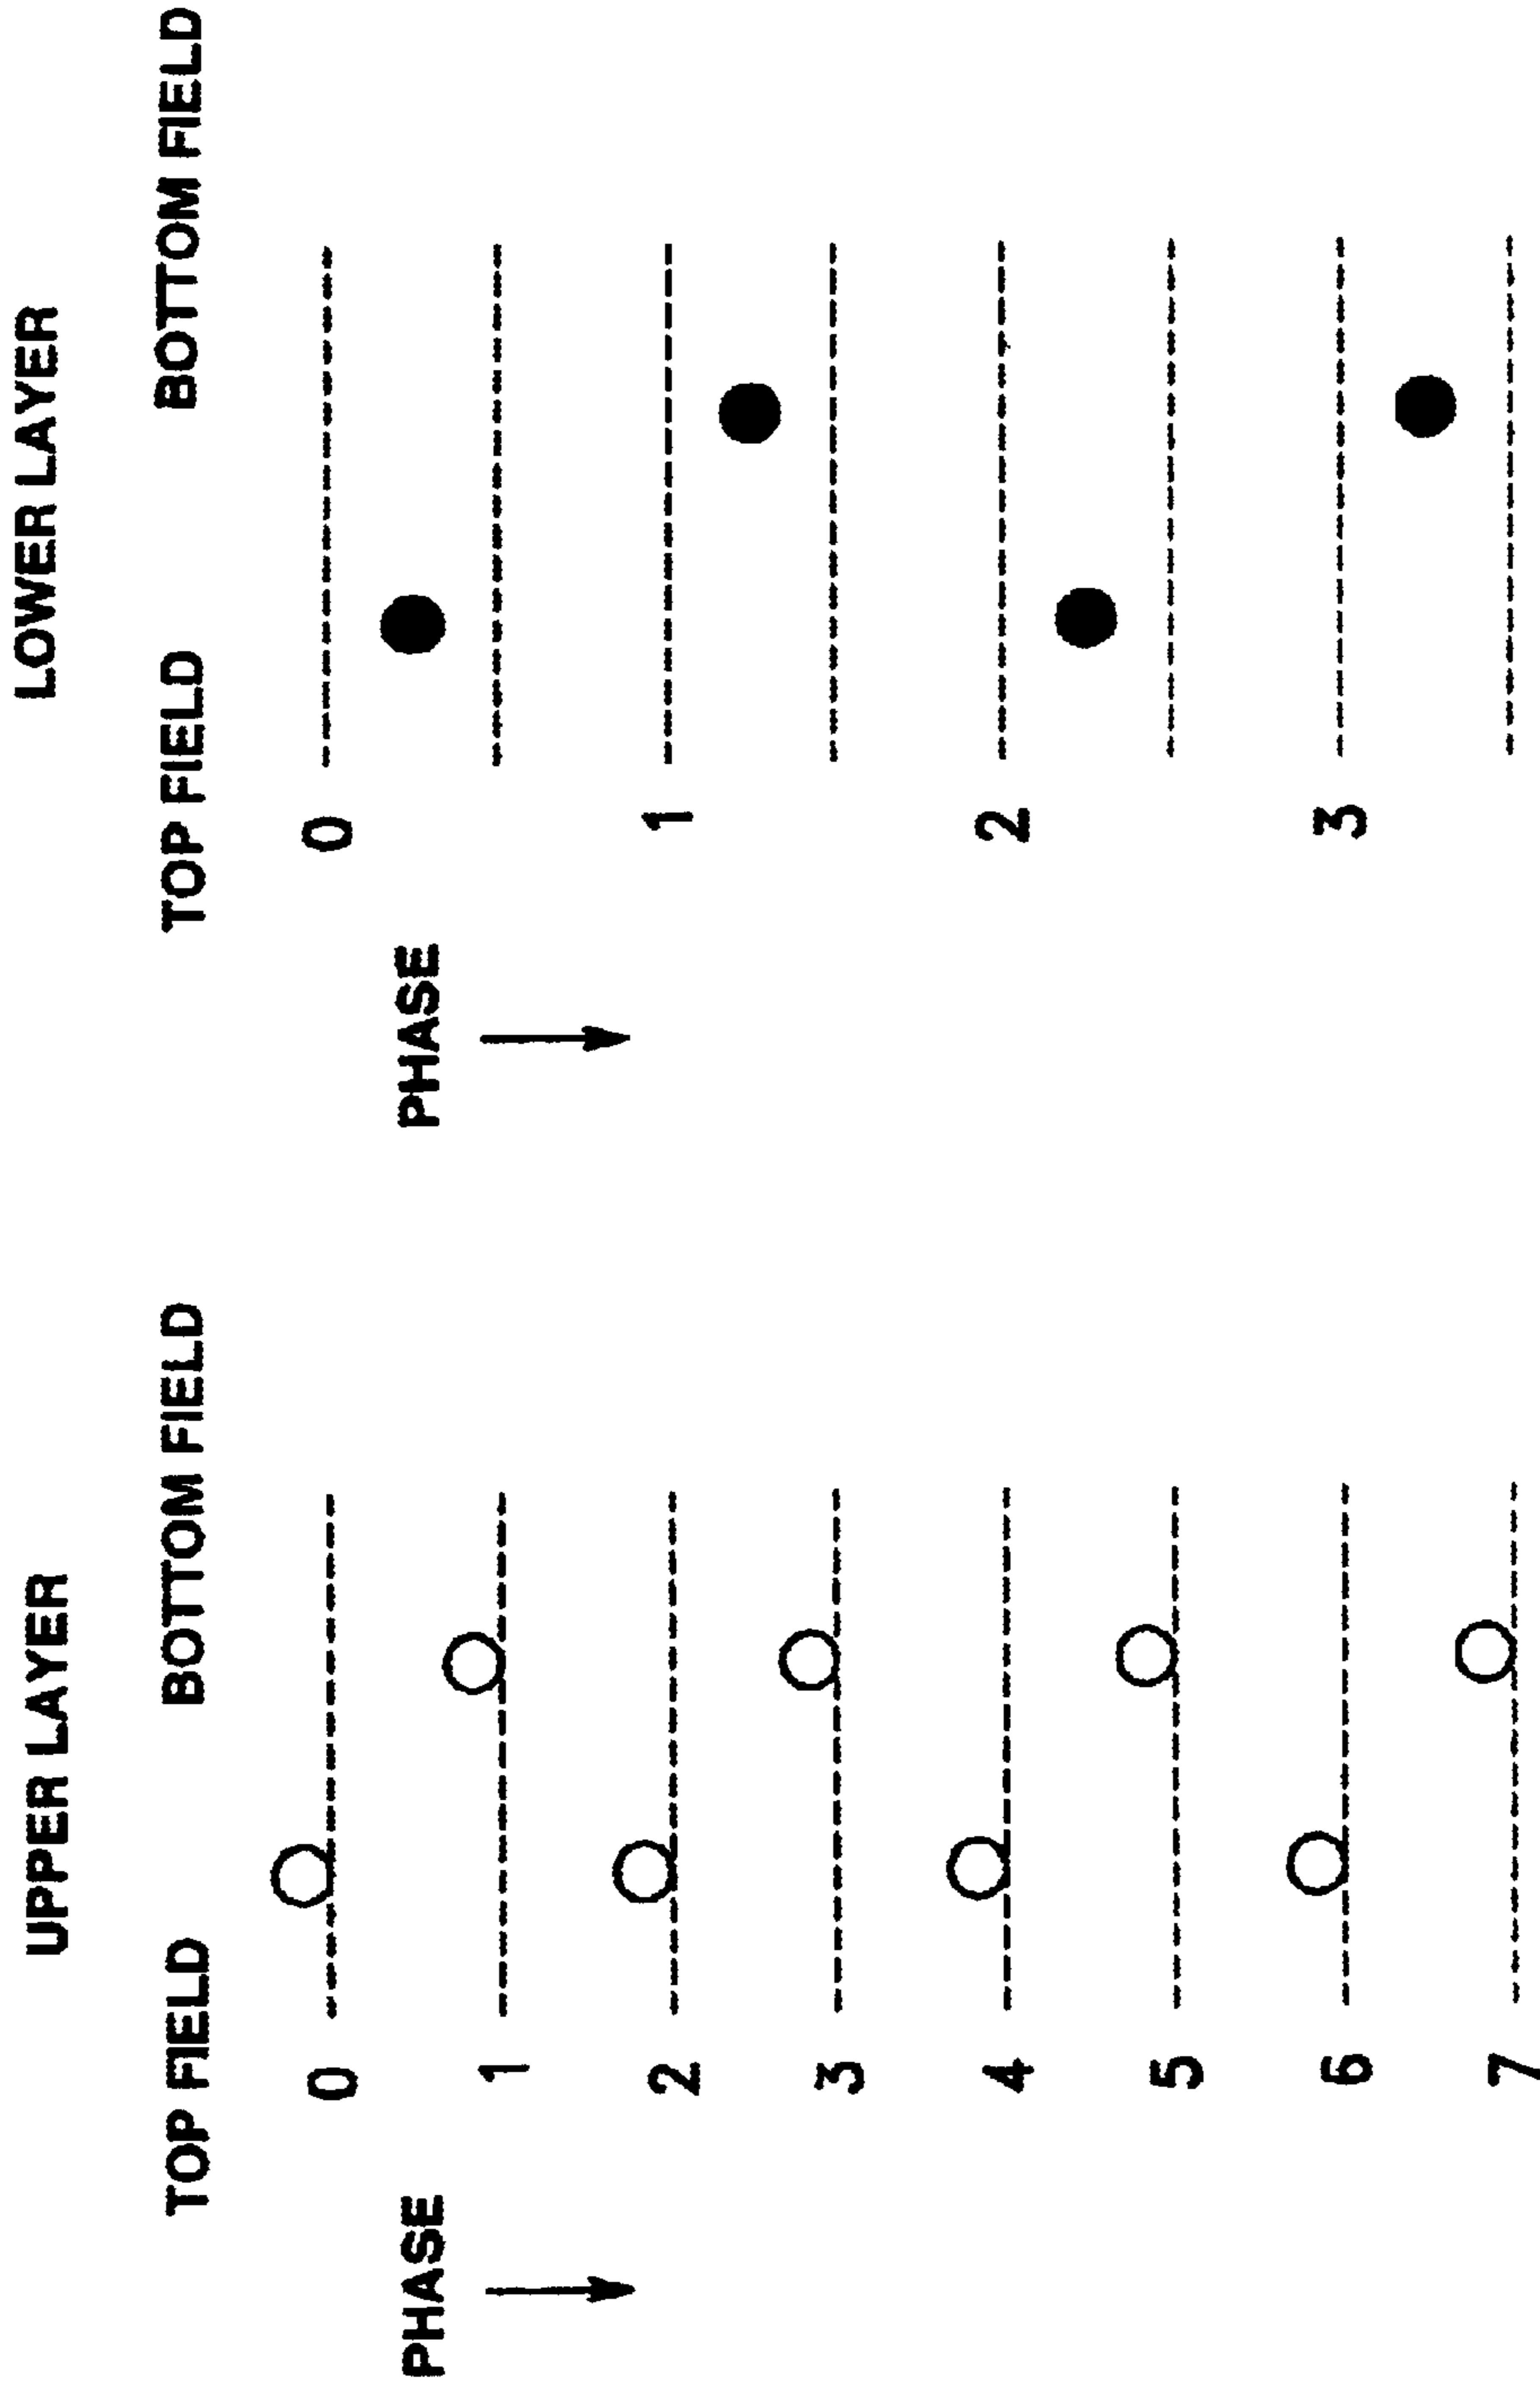 UPPER LAYER
TOP FIELD
BOTTOM FIELD
PHASE
0
1
2
3
4
5
6
7
LOWER LAYER
TOP FIELD
BOTTOM FIELD
PHASE
0
1
2
3